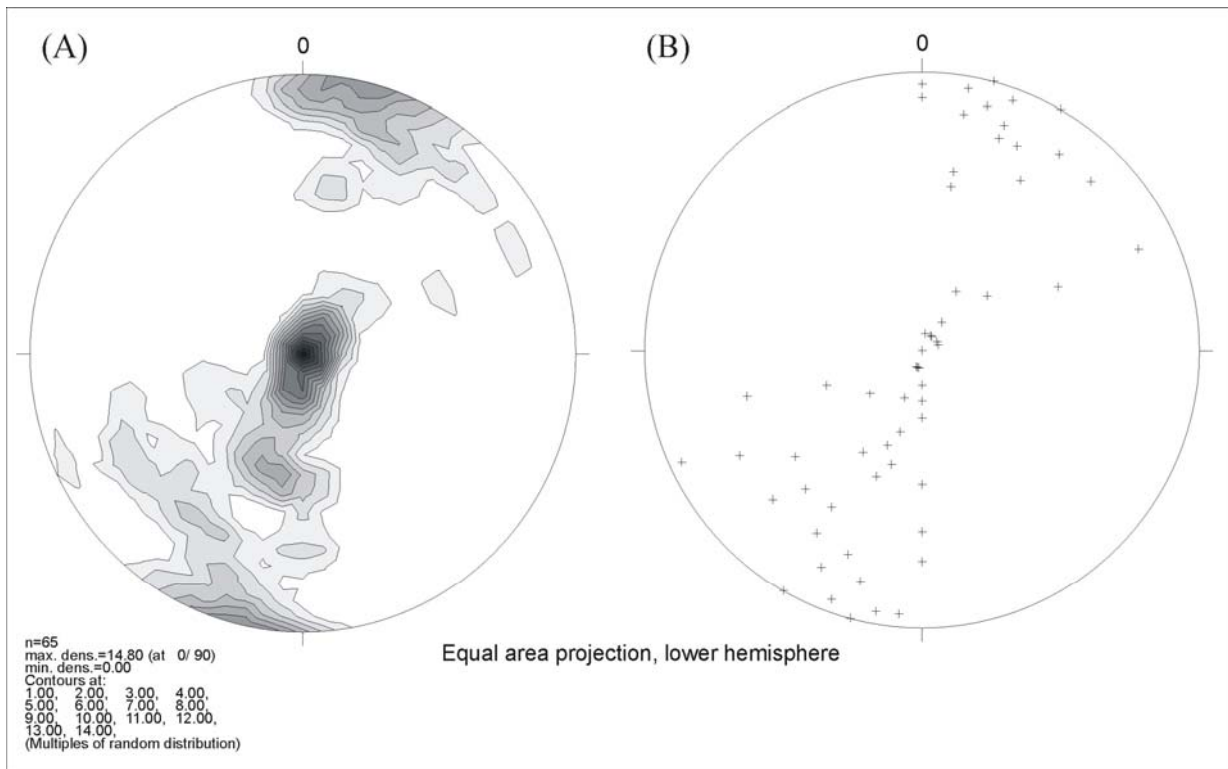 (A)
0
(B)
0
n=65
max. dens.=14.80 (at 0/ 90)
min. dens.=0.00
Contours at:
1.00, 2.00, 3.00, 4.00,
5.00, 6.00, 7.00, 8.00,
9.00, 10.00, 11.00, 12.00,
13.00, 14.00,
(Multiples of random distribution)
Equal area projection, lower hemisphere